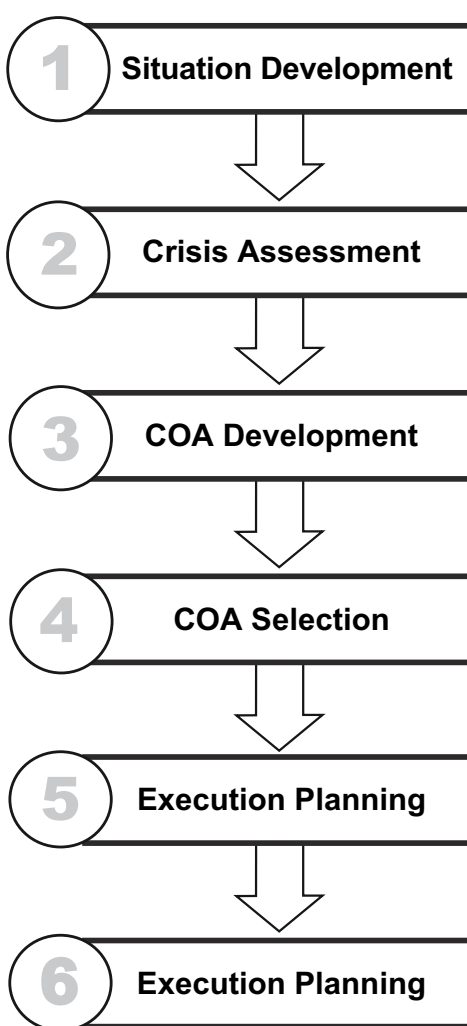 1 Situation Development
2 Crisis Assessment
3 COA Development
4 COA Selection
5 Execution Planning
6 Execution Planning